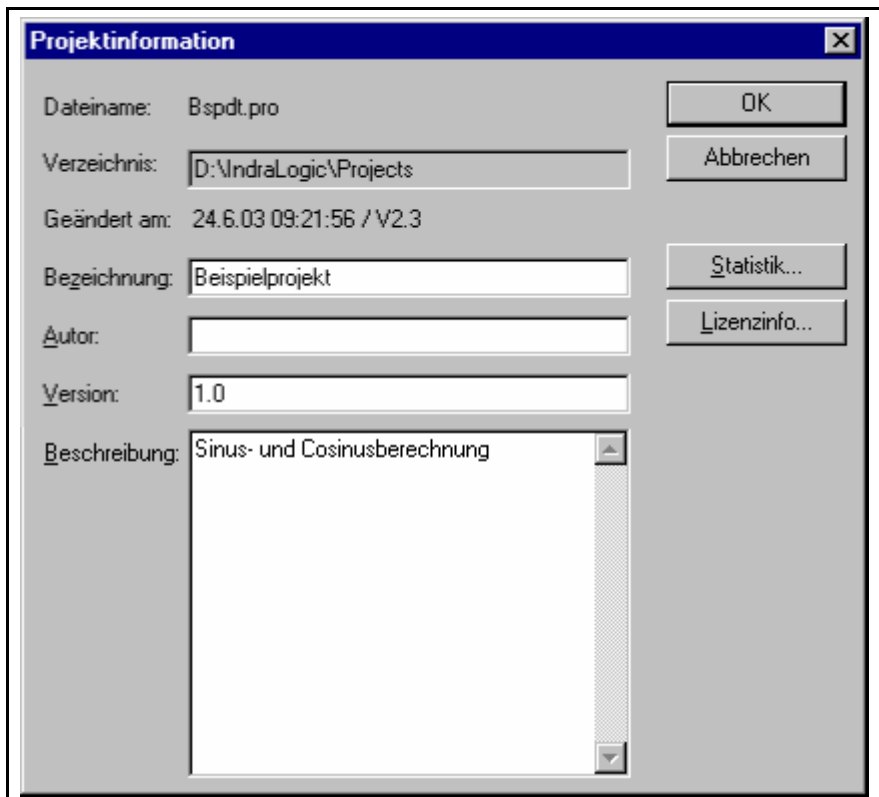 Projektinformation
Dateiname: Bspdt.pro
OK
Verzeichnis: D:\IndraLogic\Projects
Abbrechen
Geändert am: 24.6.03 09:21:56 / V2.3
Bezeichnung: Beispielprojekt
Statistik...
Autor:
Lizenzinfo...
Version: 1.0
Beschreibung: Sinus- und Cosinusberechnung